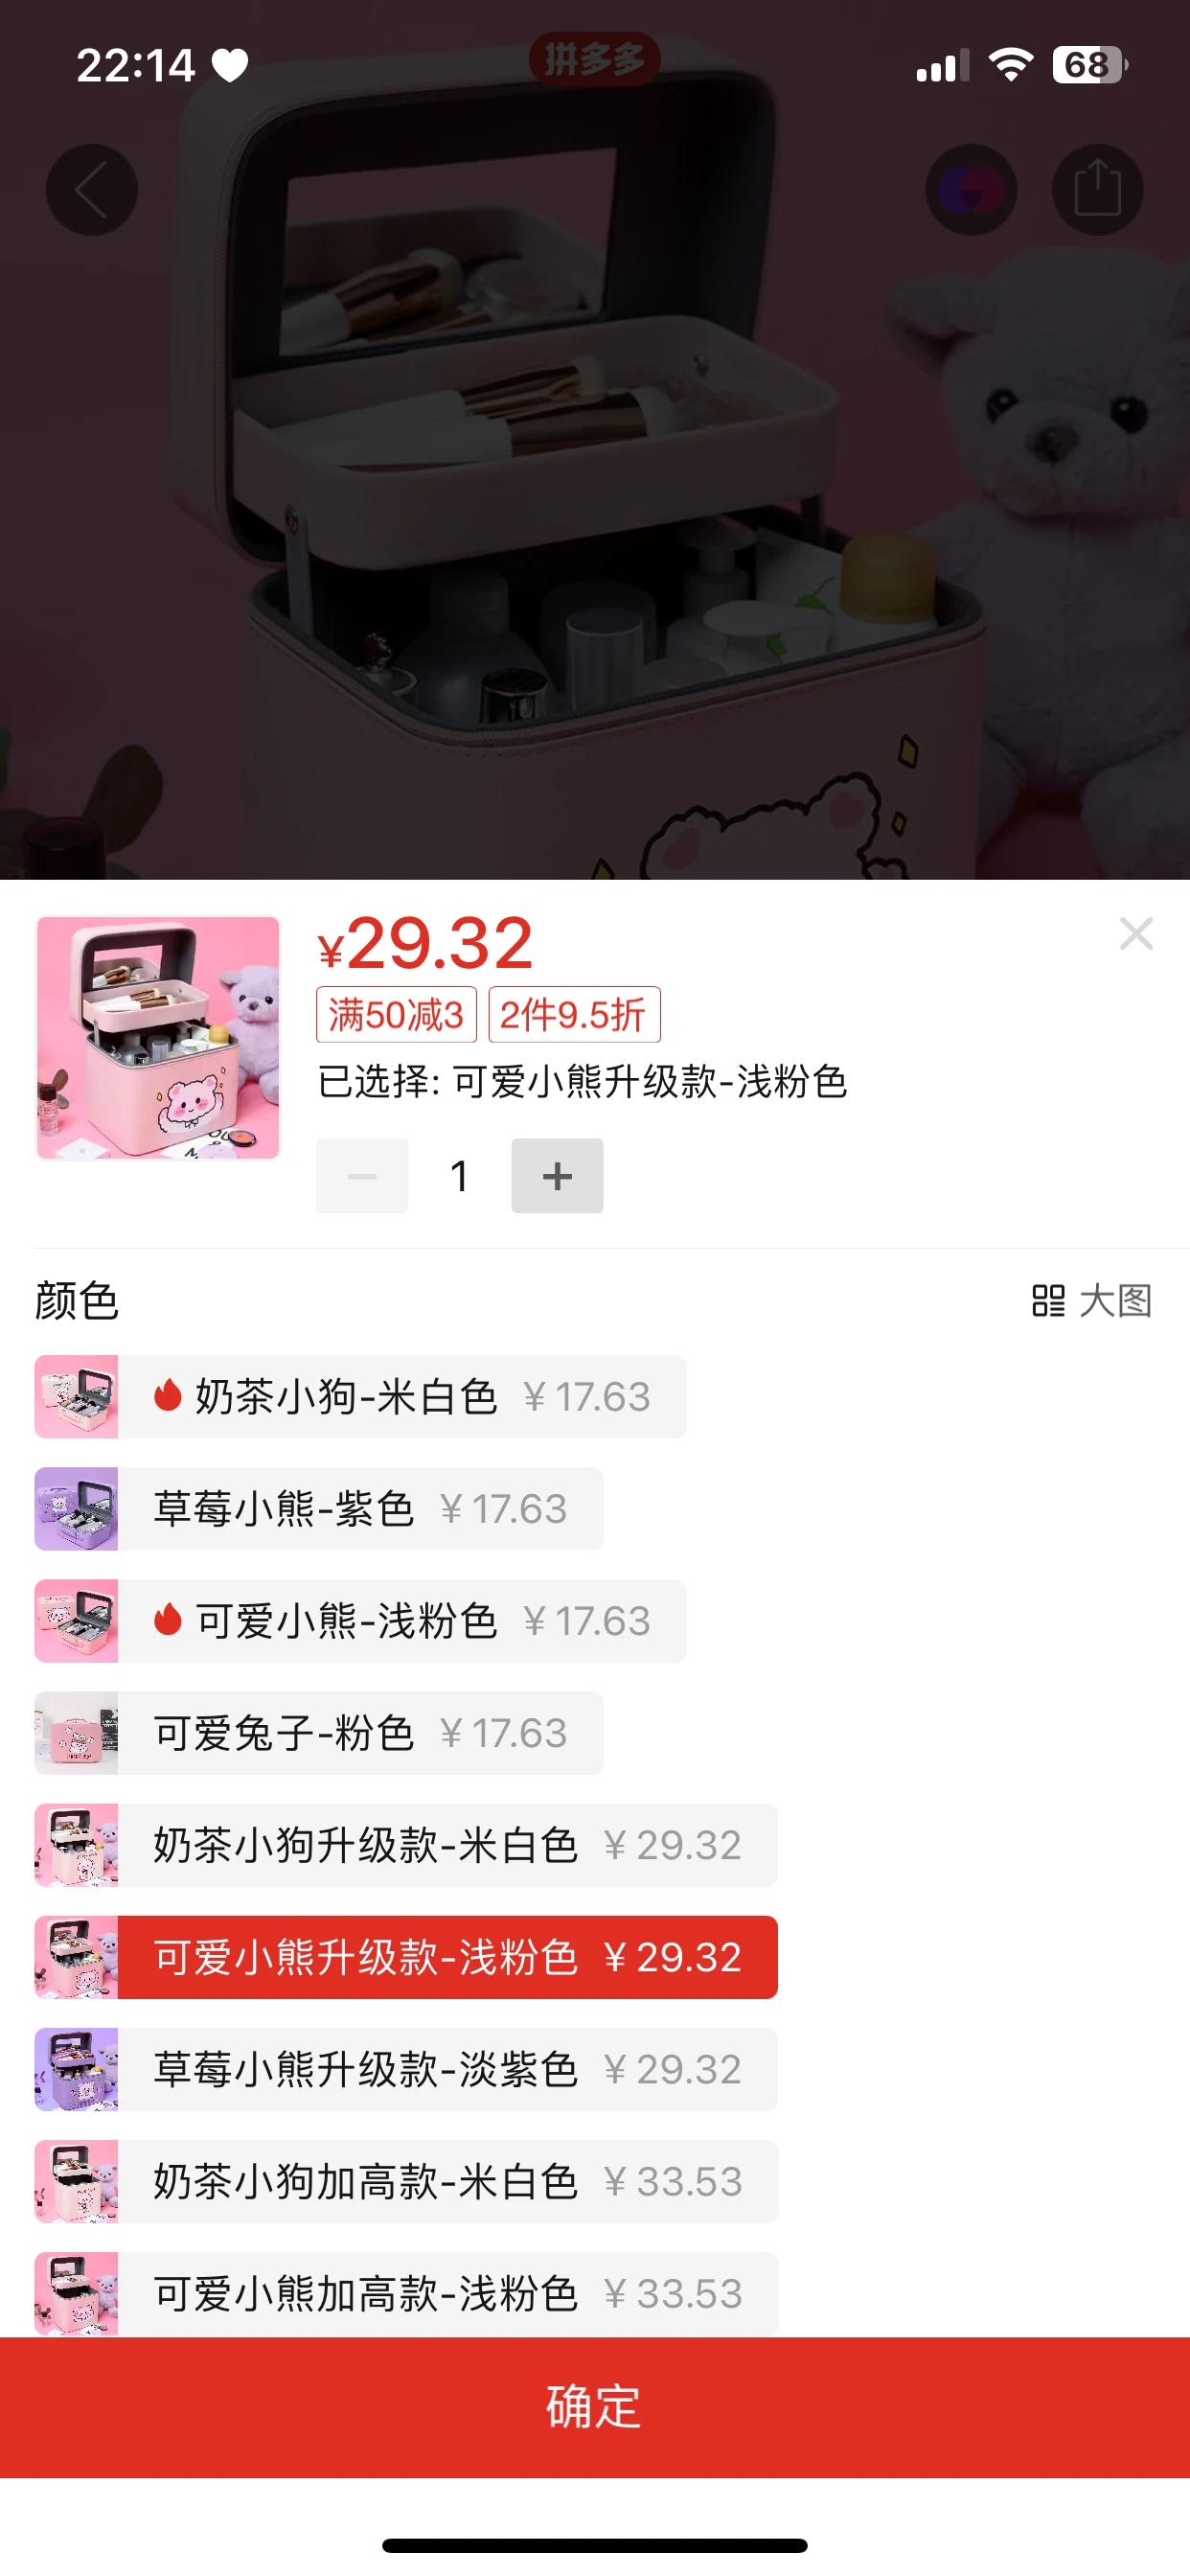 22:14
拼多多
68
¥29.32
满50减3 2件9.5折
已选择: 可爱小熊升级款-浅粉色
1
颜色
大图
奶茶小狗-米白色 ¥17.63
草莓小熊-紫色 ¥17.63
可爱小熊-浅粉色 ¥17.63
可爱兔子-粉色 ¥17.63
奶茶小狗升级款-米白色 ¥29.32
可爱小熊升级款-浅粉色 ¥29.32
草莓小熊升级款-淡紫色 ¥29.32
奶茶小狗加高款-米白色 ¥33.53
可爱小熊加高款-浅粉色 ¥33.53
确定